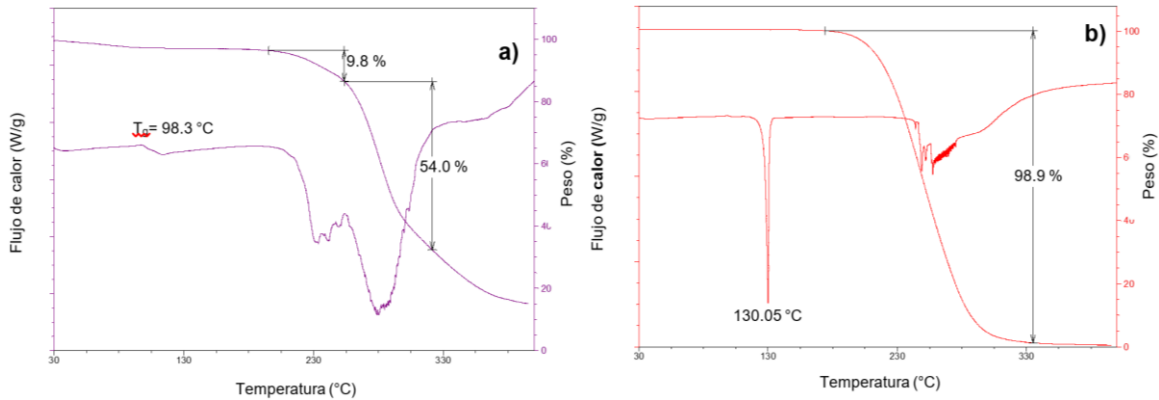 a)
9.8 %
Tg= 98.3 °C
54.0 %
Flujo de calor (W/g)
Peso (%)
100
80
60
40
20
0
30
130
230
330
Temperatura (°C)
b)
130.05 °C
98.9 %
Flujo de calor (W/g)
Peso (%)
100
80
60
40
20
0
30
130
230
330
Temperatura (°C)